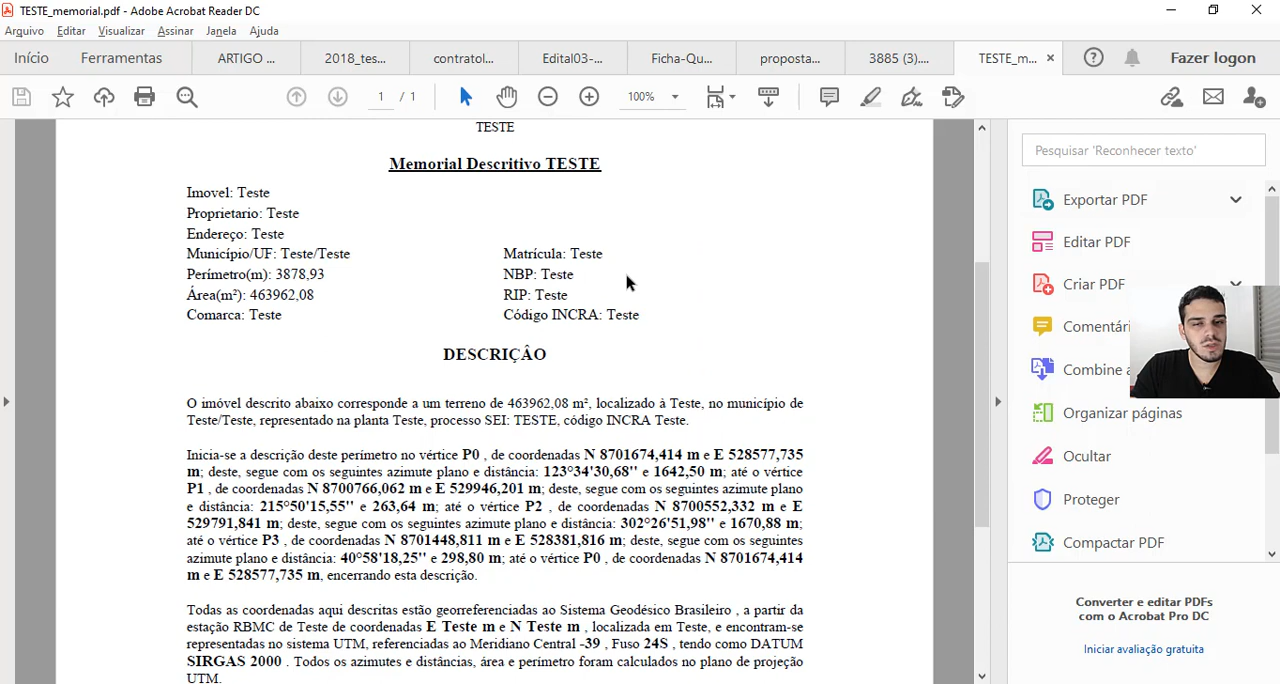 TESTE_memorial.pdf - Adobe Acrobat Reader DC
Arquivo Editar Visualizar Assinar Janela Ajuda
Início Ferramentas ARTIGO ... 2018_tes... contratol... Edital03-... Ficha-Qu... proposta... 3885 (3).... TESTE_m... × Fazer logon
1 / 1 100%
TESTE
Memorial Descritivo TESTE
Imovel: Teste
Proprietario: Teste
Endereço: Teste
Município/UF: Teste/Teste Matrícula: Teste
Perímetro(m): 3878,93 NBP: Teste
Área(m²): 463962,08 RIP: Teste
Comarca: Teste Código INCRA: Teste
DESCRIÇÂO
O imóvel descrito abaixo corresponde a um terreno de 463962,08 m², localizado à Teste, no município de
Teste/Teste, representado na planta Teste, processo SEI: TESTE, código INCRA Teste.
Inicia-se a descrição deste perímetro no vértice P0 , de coordenadas N 8701674,414 m e E 528577,735
m; deste, segue com os seguintes azimute plano e distância: 123°34'30,68'' e 1642,50 m; até o vértice
P1 , de coordenadas N 8700766,062 m e E 529946,201 m; deste, segue com os seguintes azimute plano
e distância: 215°50'15,55'' e 263,64 m; até o vértice P2 , de coordenadas N 8700552,332 m e E
529791,841 m; deste, segue com os seguintes azimute plano e distância: 302°26'51,98'' e 1670,88 m;
até o vértice P3 , de coordenadas N 8701448,811 m e E 528381,816 m; deste, segue com os seguintes
azimute plano e distância: 40°58'18,25'' e 298,80 m; até o vértice P0 , de coordenadas N 8701674,414
m e E 528577,735 m, encerrando esta descrição.
Todas as coordenadas aqui descritas estão georreferenciadas ao Sistema Geodésico Brasileiro , a partir da
estação RBMC de Teste de coordenadas E Teste m e N Teste m , localizada em Teste, e encontram-se
representadas no sistema UTM, referenciadas ao Meridiano Central -39 , Fuso 24S , tendo como DATUM
SIRGAS 2000 . Todos os azimutes e distâncias, área e perímetro foram calculados no plano de projeção
UTM.
Pesquisar 'Reconhecer texto'
Exportar PDF
Editar PDF
Criar PDF
Comentári
Combine a
Organizar páginas
Ocultar
Proteger
Compactar PDF
Converter e editar PDFs
com o Acrobat Pro DC
Iniciar avaliação gratuita